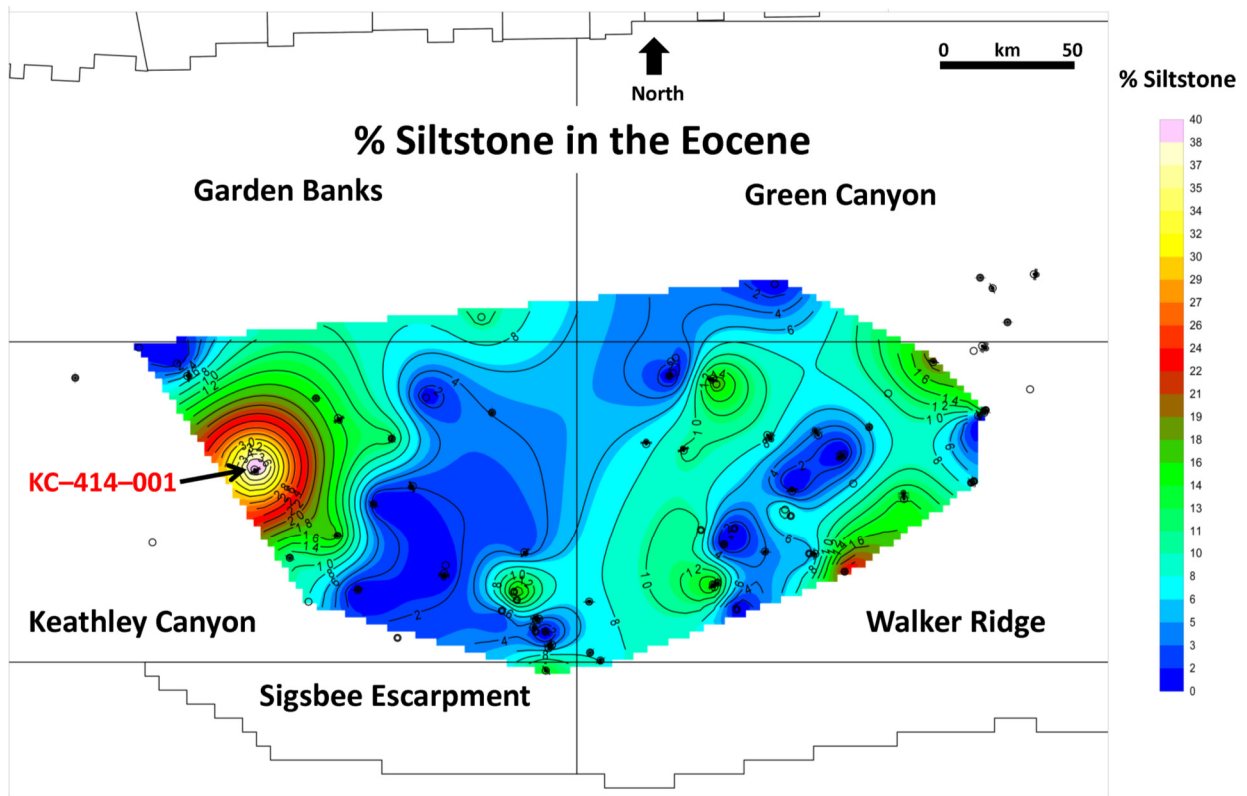 0 km 50
North
% Siltstone
% Siltstone in the Eocene
Garden Banks
Green Canyon
KC–414–001
Keathley Canyon
Walker Ridge
Sigsbee Escarpment
40
38
37
35
34
32
30
29
27
26
24
22
21
19
18
16
14
13
11
10
8
6
5
3
2
0